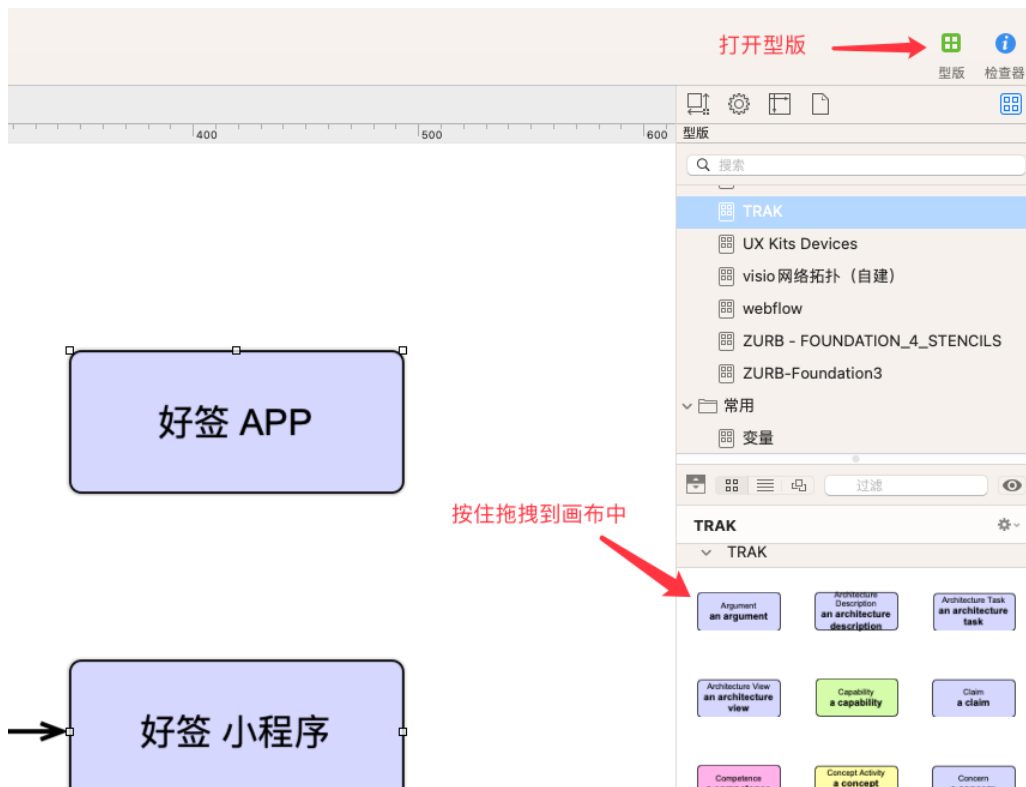 打开型版
型版 检查器
400 500 600
型版
搜索
TRAK
UX Kits Devices
visio网络拓扑（自建）
webflow
ZURB - FOUNDATION_4_STENCILS
ZURB-Foundation3
常用
变量
过滤
好签 APP
按住拖拽到画布中
TRAK
TRAK
Argument
an argument
Architecture
Description
an architecture
description
Architecture Task
an architecture
task
Architecture View
an architecture
view
Capability
a capability
Claim
a claim
好签 小程序
Competence
a competence
Concept Activity
a concept
Concern
a concern